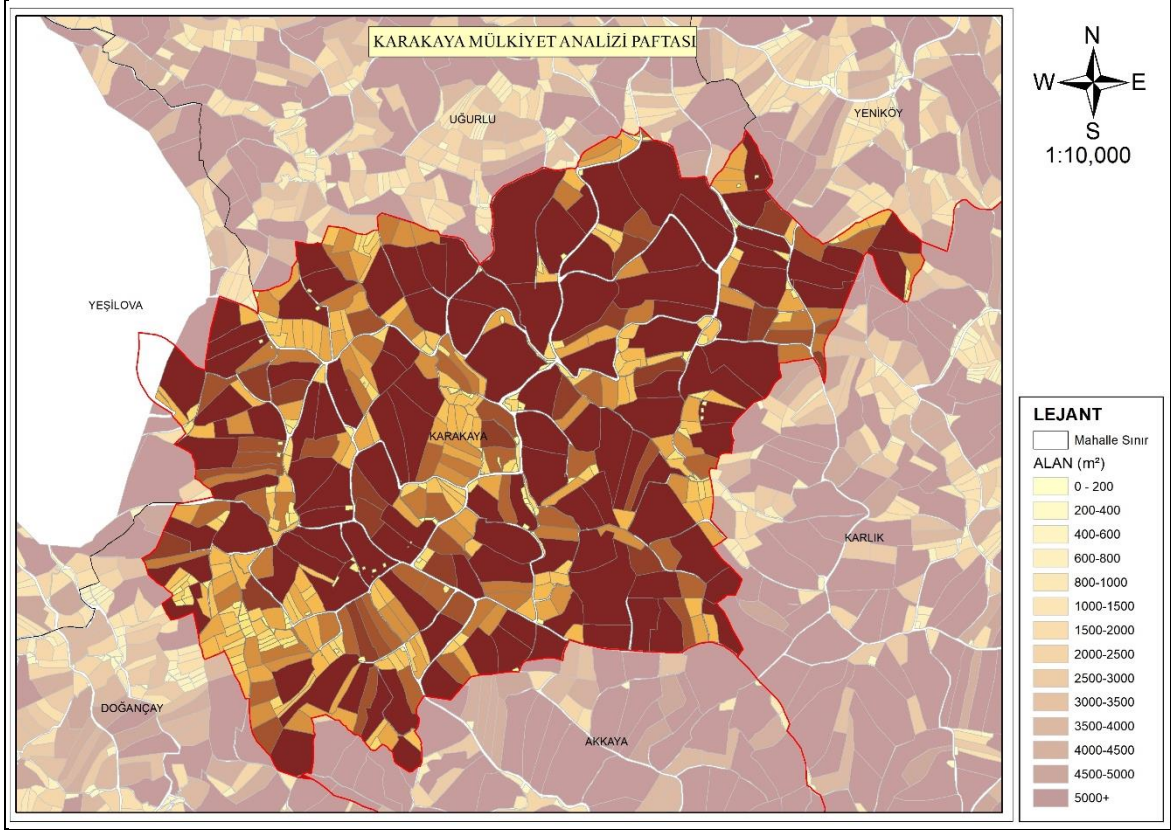 KARAKAYA MÜLKİYET ANALİZİ PAFTASI
N
W E
S
1:10,000
UĞURLU
YENİKÖY
YEŞİLOVA
KARAKAYA
KARLIK
DOĞANÇAY
AKKAYA
LEJANT
Mahalle Sınır
ALAN (m²)
0 - 200
200-400
400-600
600-800
800-1000
1000-1500
1500-2000
2000-2500
2500-3000
3000-3500
3500-4000
4000-4500
4500-5000
5000+